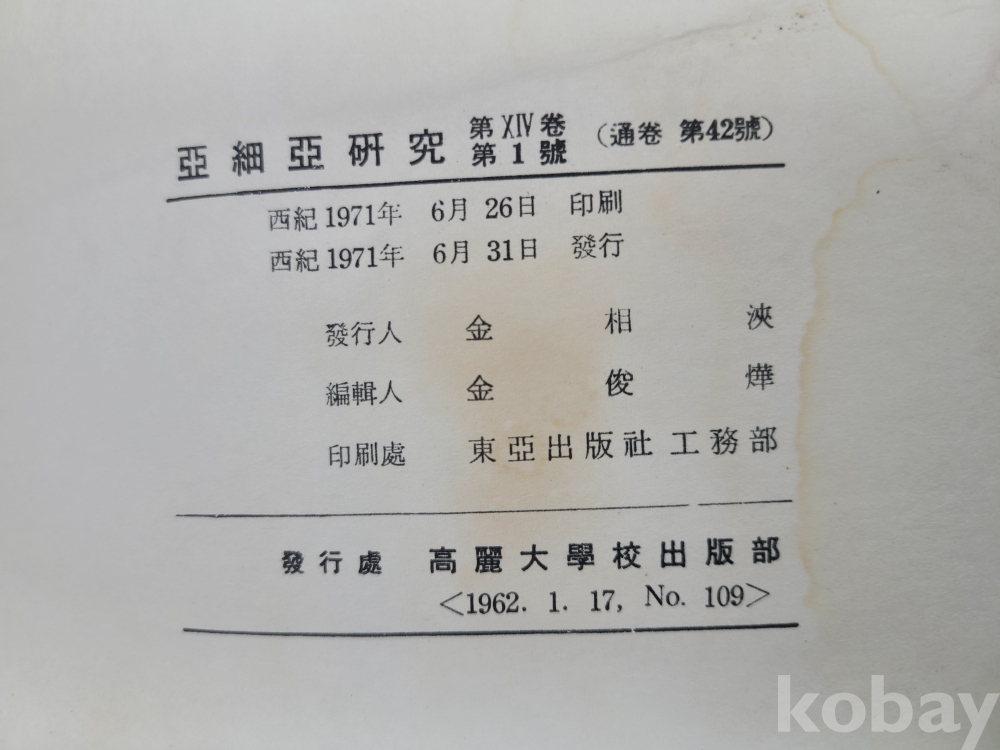 亞細亞硏究 第XIV卷 第1號 (通卷 第42號)
西紀 1971年 6月 26日 印刷
西紀 1971年 6月 31日 發行
發行人 金相浹
編輯人 金俊燁
印刷處 東亞出版社 工務部
發行處 高麗大學校出版部
<1962. 1. 17, No. 109>
kobay